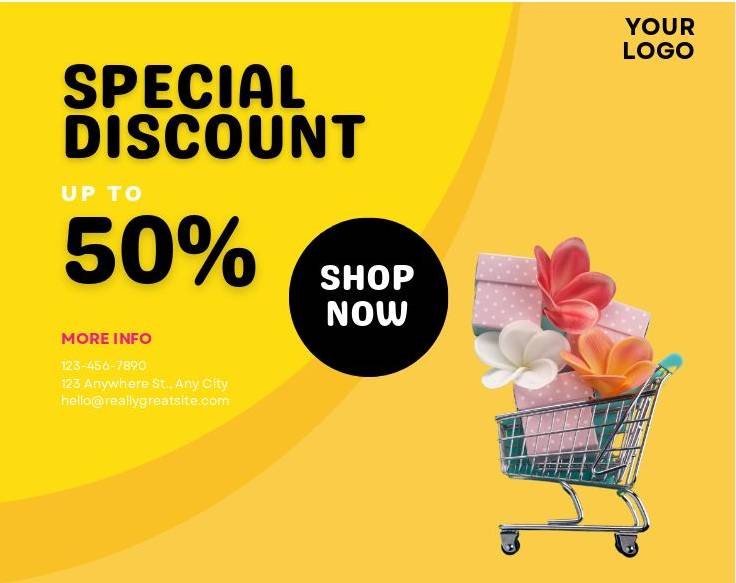 YOUR
LOGO
SPECIAL
DISCOUNT
UP TO
50%
SHOP
NOW
MORE INFO
123-456-7890
123 Anywhere St., Any City
hello@reallygreatsite.com